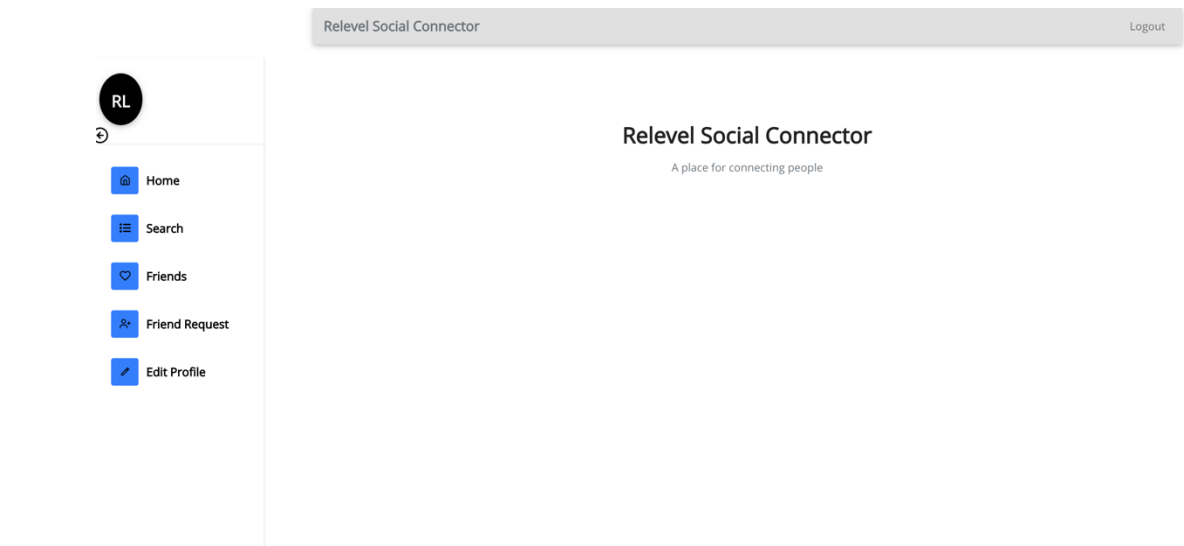 Relevel Social Connector
Logout
RL
Home
Search
Friends
Friend Request
Edit Profile
Relevel Social Connector
A place for connecting people